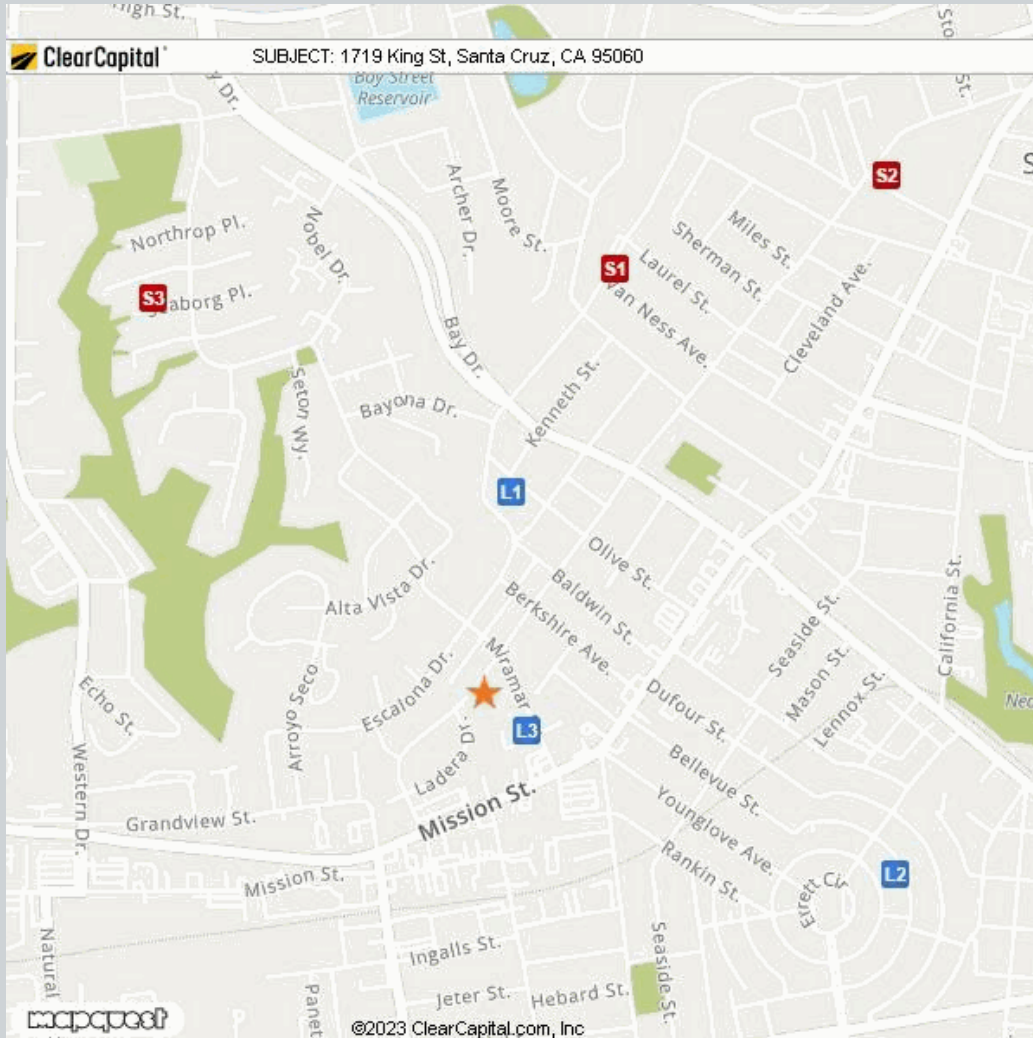 High St.
ClearCapital
SUBJECT: 1719 King St, Santa Cruz, CA 95060
y Dr.
Bay Street
Reservoir
Sto
St.
S
Archer Dr.
Moore St.
S2
Northrop Pl.
Nobel Dr.
Miles St.
Sherman St.
S1
Laurel St.
S3
aborg Pl.
Van Ness Ave.
Cleveland Ave.
Bay Dr.
Seton Wy.
Bayona Dr.
Kenneth St.
L1
Olive St.
Alta Vista Dr.
Baldwin St.
Berkshire Ave.
Seaside St.
California St.
Echo St.
Arroyo Seco
Escalona Dr.
Miramar
Dufour St.
Mason St.
Lennox St.
Nec
L3
Ladera Dr.
Western Dr.
Bellevue St.
Mission St.
Grandview St.
Younglove Ave.
Rankin St.
Mission St.
L2
Errett Cir
Natural
Ingalls St.
Seaside St.
Panet
Jeter St.
Hebard St.
mapquest
©2023 ClearCapital.com, Inc